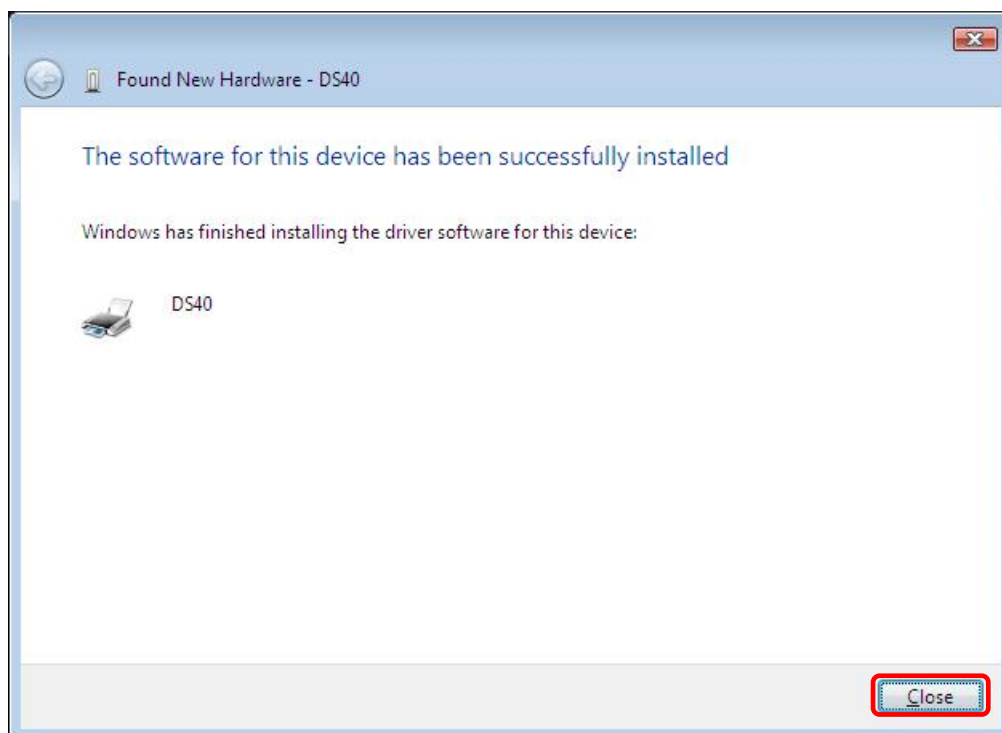 Found New Hardware - DS40
The software for this device has been successfully installed
Windows has finished installing the driver software for this device:
DS40
Close